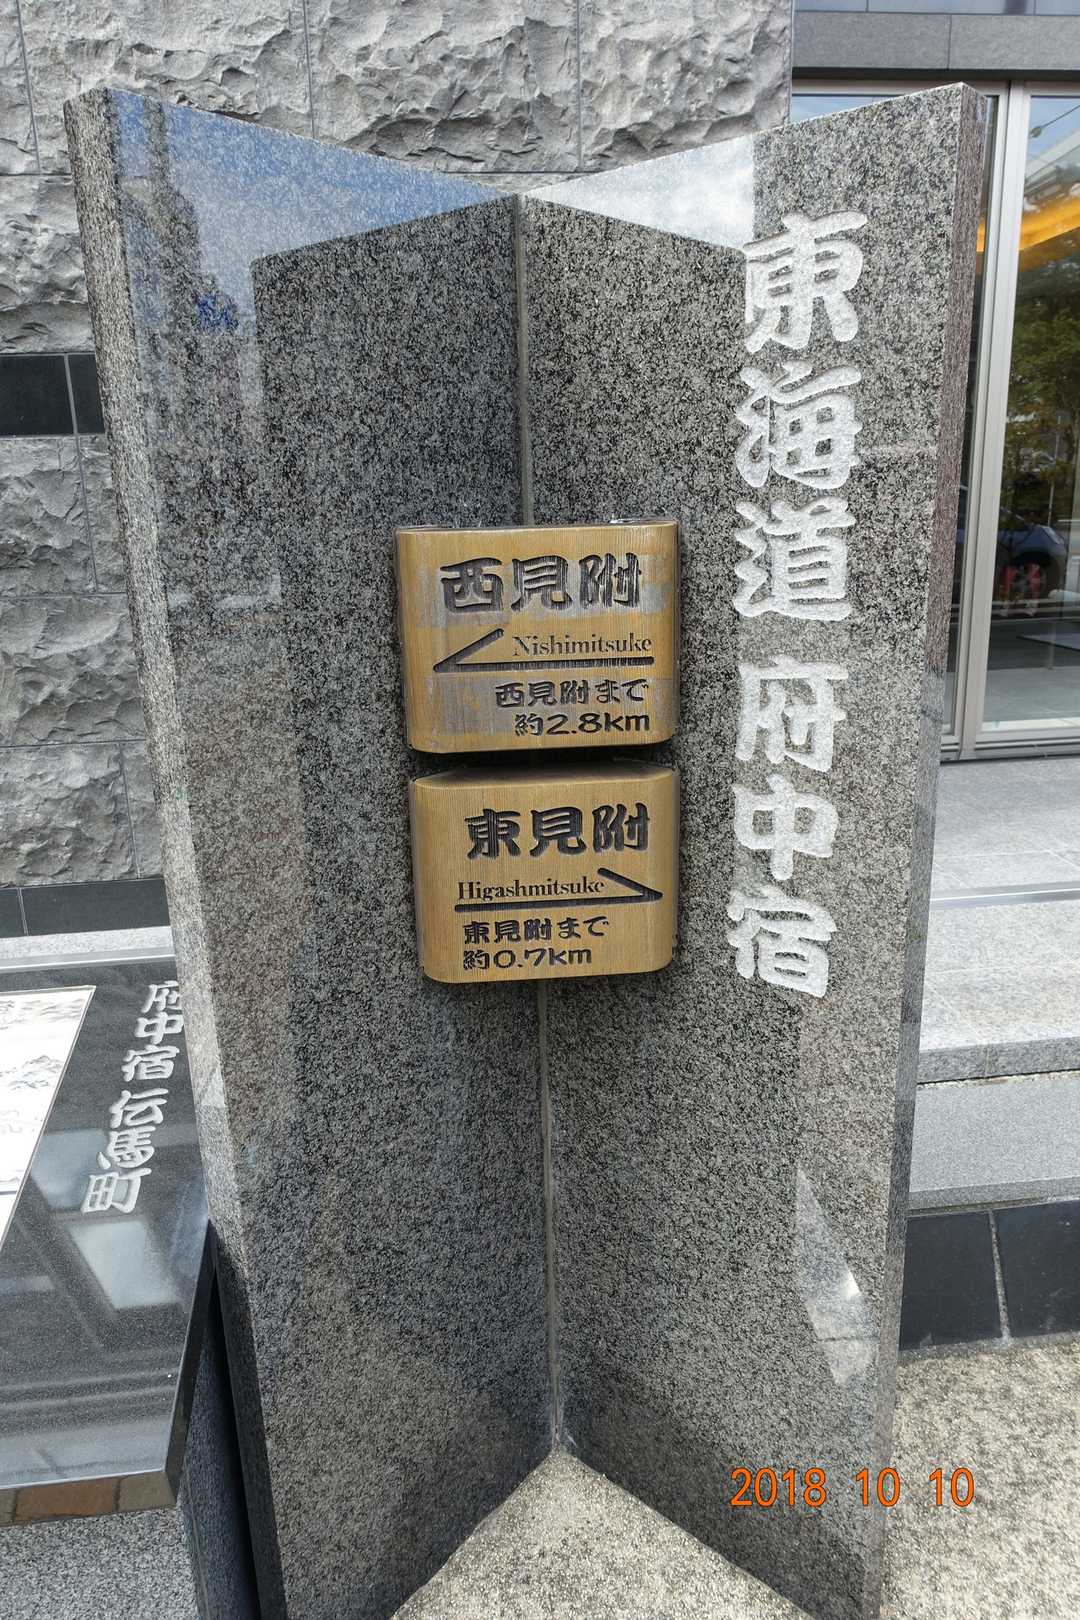 東海道 府中宿
西見附
Nishimitsuke
西見附まで
約2.8km
東見附
Higashmitsuke
東見附まで
約0.7km
府中宿 伝馬町
2018 10 10